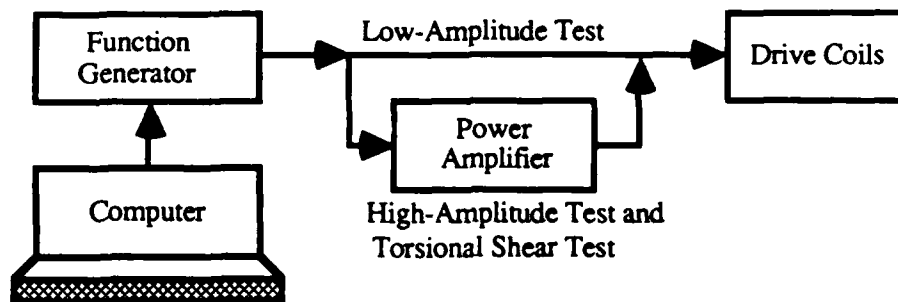 Function
Generator
Low-Amplitude Test
Drive Coils
Power
Amplifier
Computer
High-Amplitude Test and
Torsional Shear Test